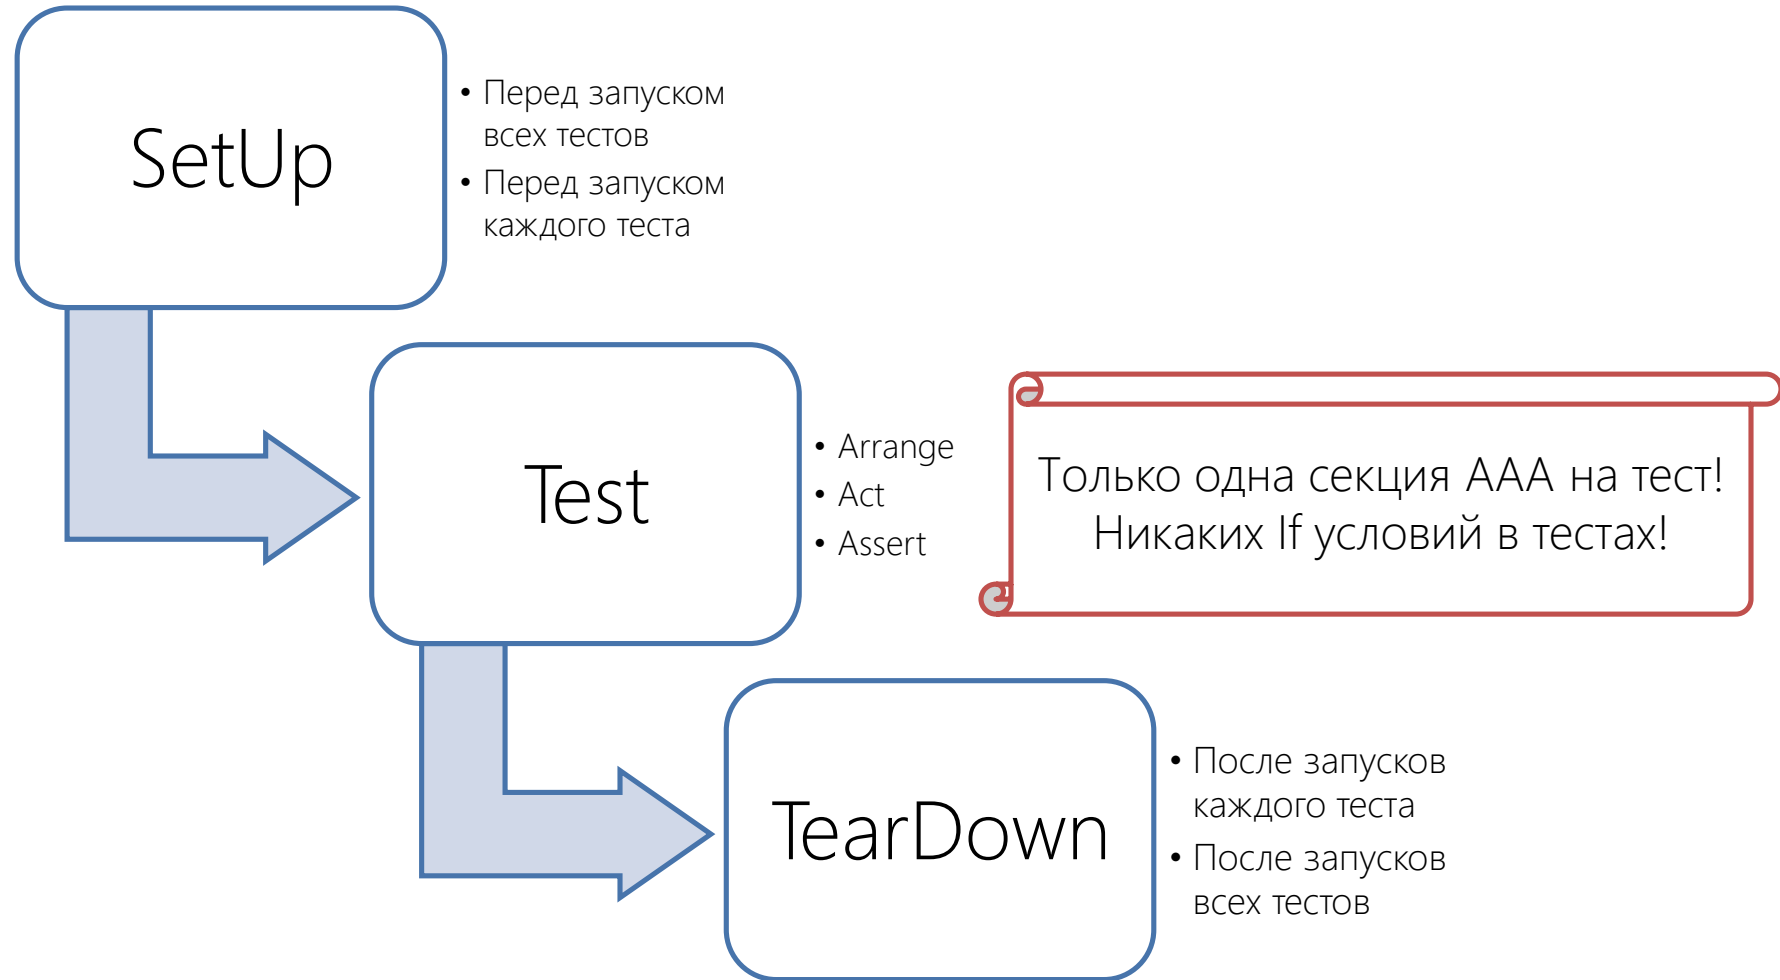 SetUp
• Перед запуском
всех тестов
• Перед запуском
каждого теста
Test
• Arrange
• Act
• Assert
Только одна секция ААА на тест!
Никаких If условий в тестах!
TearDown
• После запусков
каждого теста
• После запусков
всех тестов